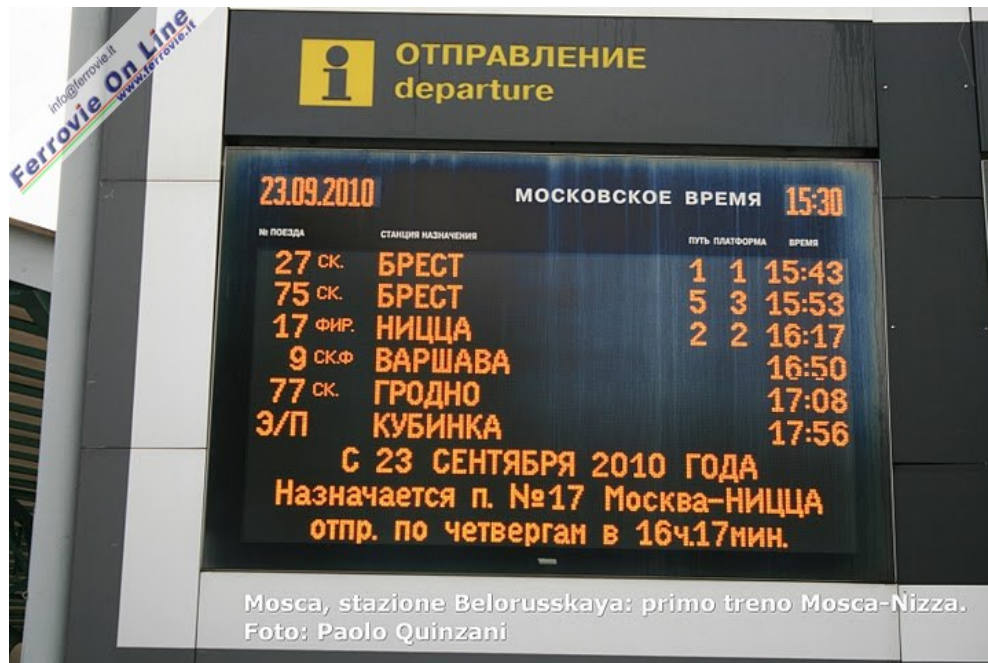 info@ferrovie.it
Ferrovie On Line
www.ferrovie.it
i ОТПРАВЛЕНИЕ
departure
23.09.2010 МОСКОВСКОЕ ВРЕМЯ 15:30
№ ПОЕЗДА СТАНЦИЯ НАЗНАЧЕНИЯ ПУТЬ ПЛАТФОРМА ВРЕМЯ
27 СК. БРЕСТ 1 1 15:43
75 СК. БРЕСТ 5 3 15:53
17 ФИР. НИЦЦА 2 2 16:17
9 СК.Ф ВАРШАВА 16:50
77 СК. ГРОДНО 17:08
Э/П КУБИНКА 17:56
С 23 СЕНТЯБРЯ 2010 ГОДА
Назначается п. №17 Москва-НИЦЦА
отпр. по четвергам в 16ч.17мин.
Mosca, stazione Belorusskaya: primo treno Mosca-Nizza.
Foto: Paolo Quinzani